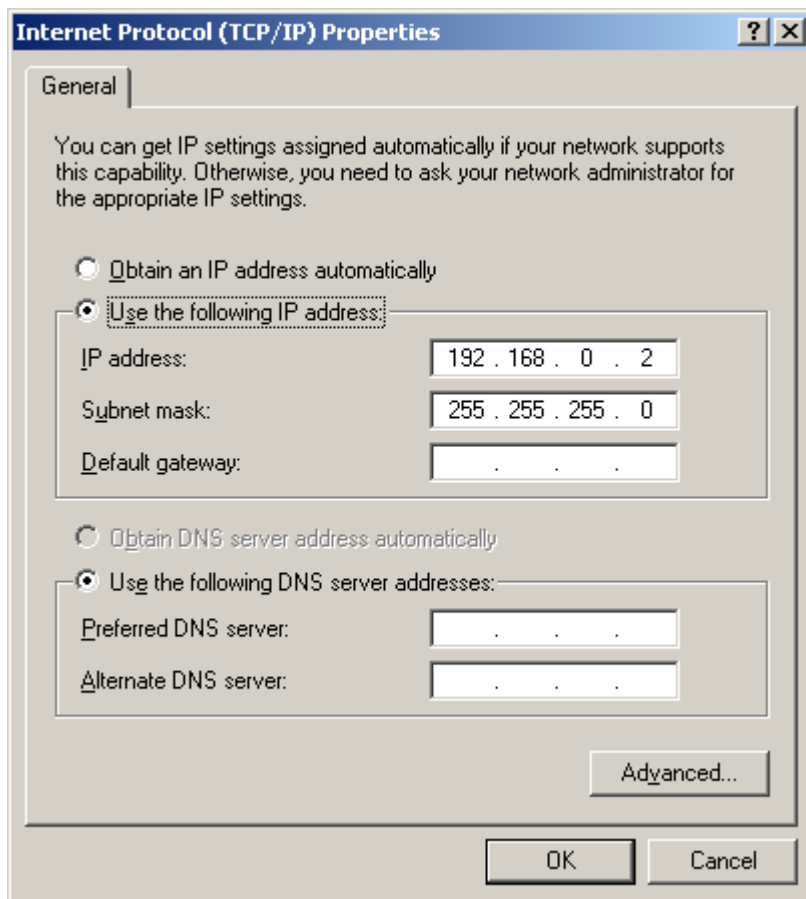 Internet Protocol (TCP/IP) Properties
General
You can get IP settings assigned automatically if your network supports
this capability. Otherwise, you need to ask your network administrator for
the appropriate IP settings.
Obtain an IP address automatically
Use the following IP address:
IP address: 192 . 168 . 0 . 2
Subnet mask: 255 . 255 . 255 . 0
Default gateway: . . .
Obtain DNS server address automatically
Use the following DNS server addresses:
Preferred DNS server: . . .
Alternate DNS server: . . .
Advanced...
OK Cancel